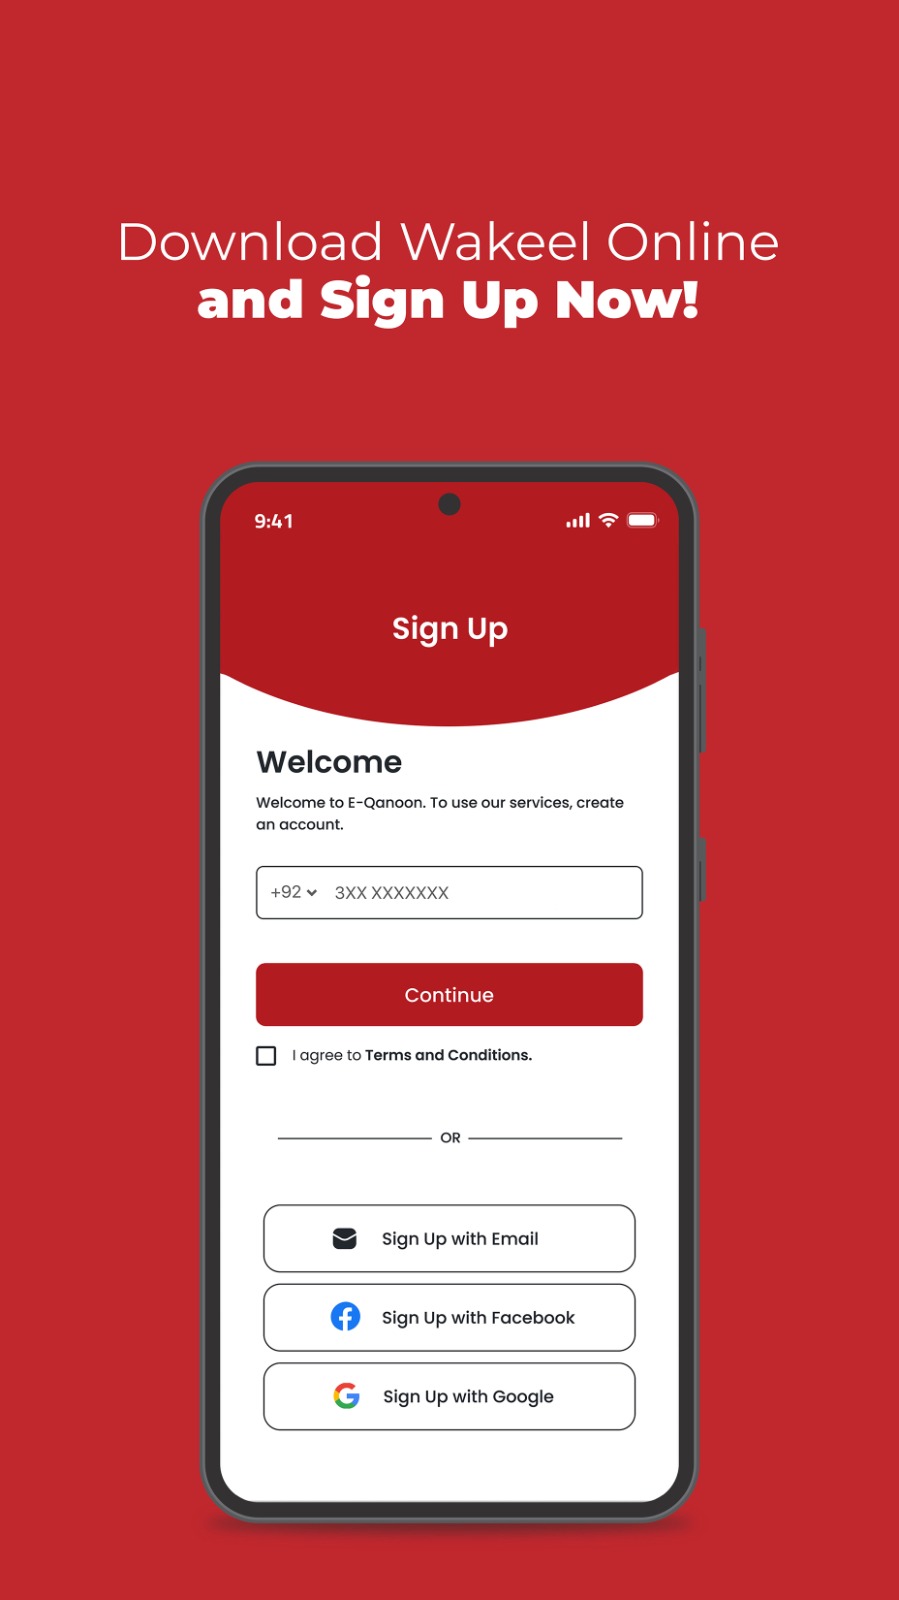 Download Wakeel Online
and Sign Up Now!
9:41
Sign Up
Welcome
Welcome to E-Qanoon. To use our services, create
an account.
+92 3XX XXXXXXX
Continue
I agree to Terms and Conditions.
OR
Sign Up with Email
Sign Up with Facebook
Sign Up with Google